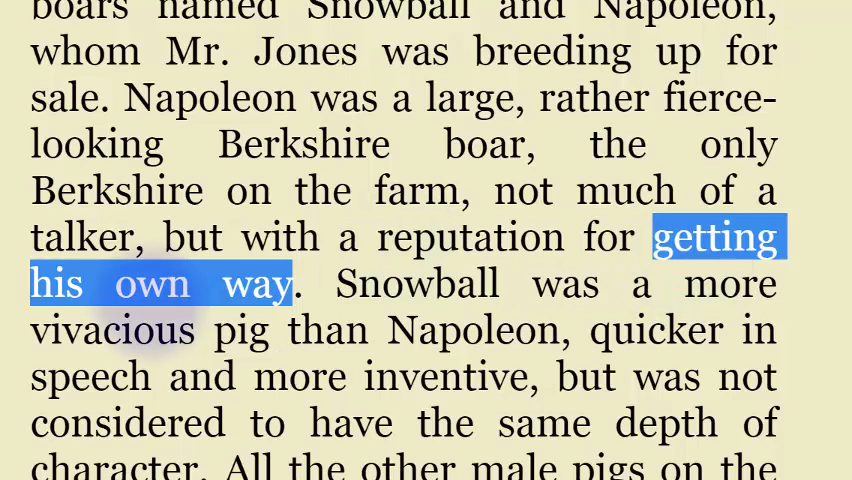 boars named Snowball and Napoleon,
whom Mr. Jones was breeding up for
sale. Napoleon was a large, rather fierce-
looking Berkshire boar, the only
Berkshire on the farm, not much of a
talker, but with a reputation for getting
his own way. Snowball was a more
vivacious pig than Napoleon, quicker in
speech and more inventive, but was not
considered to have the same depth of
character. All the other male pigs on the